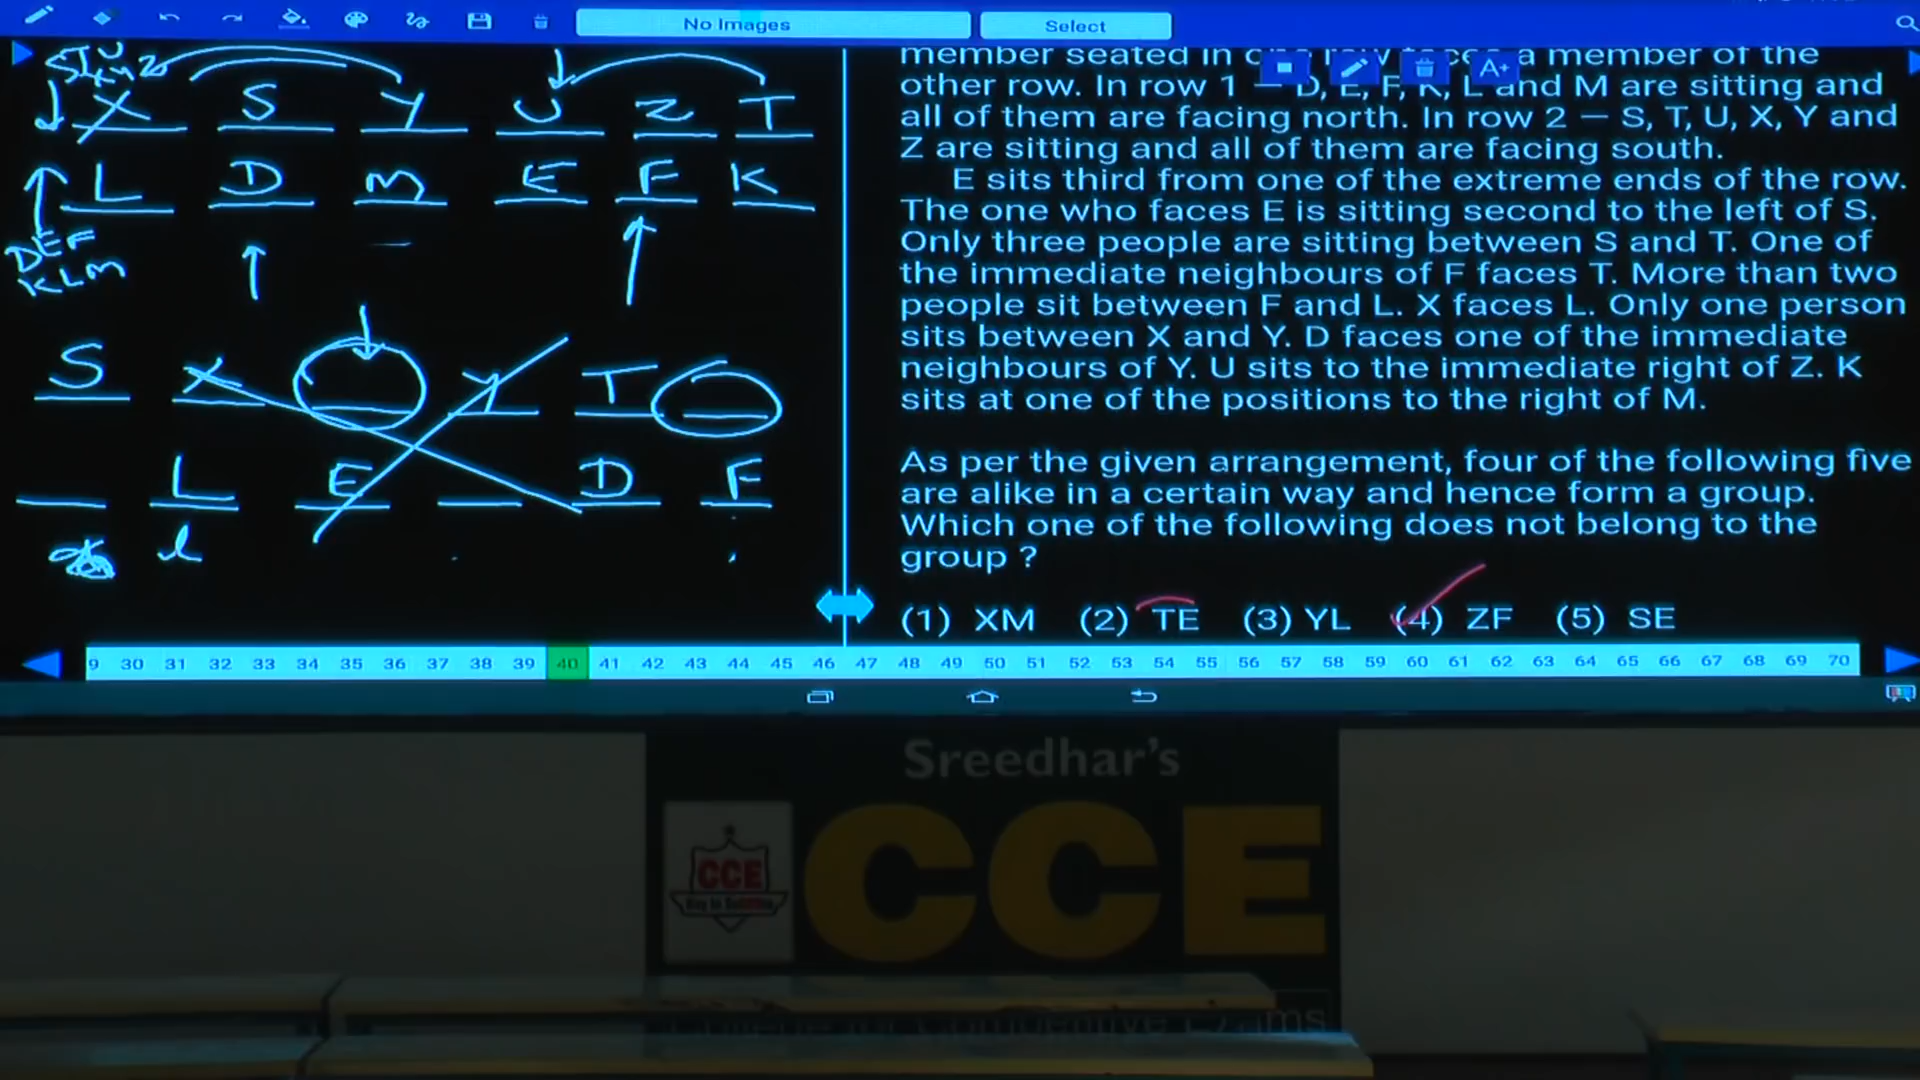 No Images
Select
STU
X S Y U Z T
L D M E F K
DEF
KLM
S X Y T
L E D F
l
member seated in one row faces a member of the
A+
other row. In row 1 — D, E, F, K, L and M are sitting and
all of them are facing north. In row 2 — S, T, U, X, Y and
Z are sitting and all of them are facing south.
E sits third from one of the extreme ends of the row.
The one who faces E is sitting second to the left of S.
Only three people are sitting between S and T. One of
the immediate neighbours of F faces T. More than two
people sit between F and L. X faces L. Only one person
sits between X and Y. D faces one of the immediate
neighbours of Y. U sits to the immediate right of Z. K
sits at one of the positions to the right of M.
As per the given arrangement, four of the following five
are alike in a certain way and hence form a group.
Which one of the following does not belong to the
group ?
(1) XM (2) TE (3) YL (4) ZF (5) SE
9 30 31 32 33 34 35 36 37 38 39 40 41 42 43 44 45 46 47 48 49 50 51 52 53 54 55 56 57 58 59 60 61 62 63 64 65 66 67 68 69 70
Sreedhar's
CCE
CCE